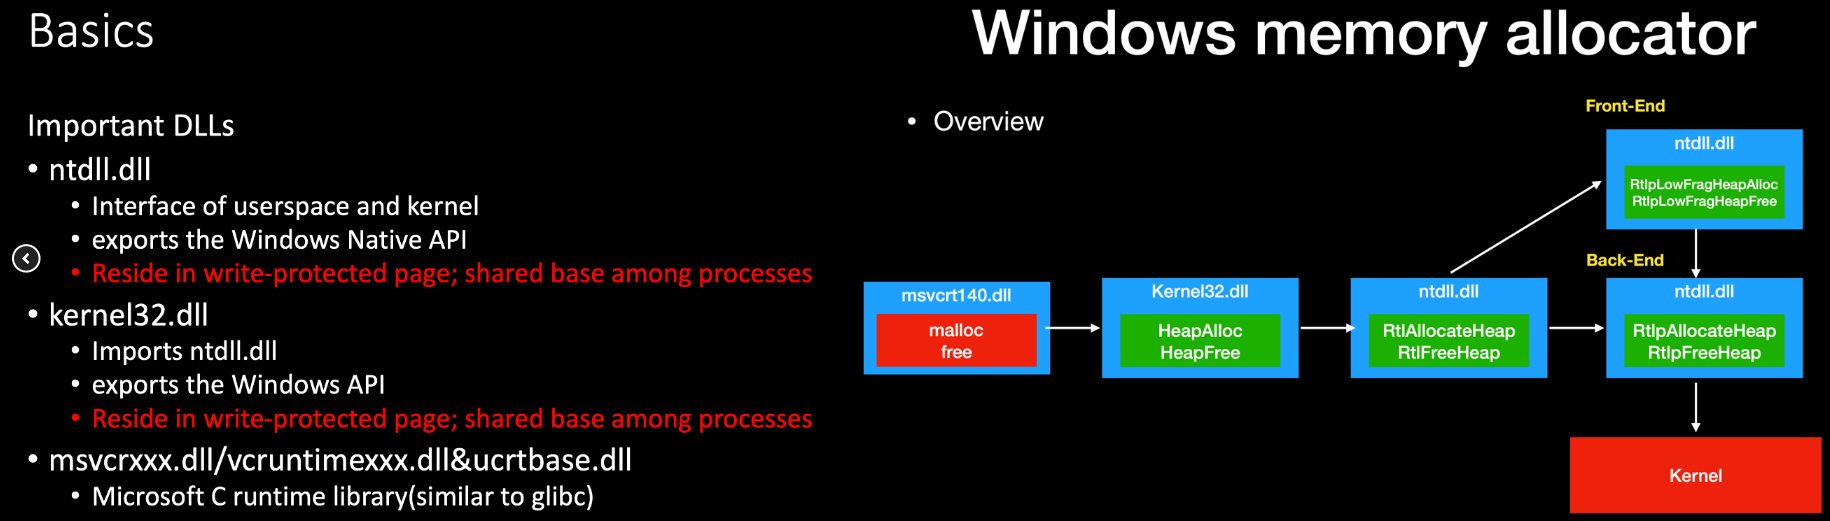 Basics
Important DLLs
• ntdll.dll
• Interface of userspace and kernel
• exports the Windows Native API
• Reside in write-protected page; shared base among processes
• kernel32.dll
• Imports ntdll.dll
• exports the Windows API
• Reside in write-protected page; shared base among processes
• msvcrxxx.dll/vcruntimexxx.dll&ucrtbase.dll
• Microsoft C runtime library(similar to glibc)
Windows memory allocator
• Overview
Front-End
ntdll.dll
RtlpLowFragHeapAlloc
RtlpLowFragHeapFree
Back-End
msvcrt140.dll
malloc
free
Kernel32.dll
HeapAlloc
HeapFree
ntdll.dll
RtlAllocateHeap
RtlFreeHeap
ntdll.dll
RtlpAllocateHeap
RtlpFreeHeap
Kernel